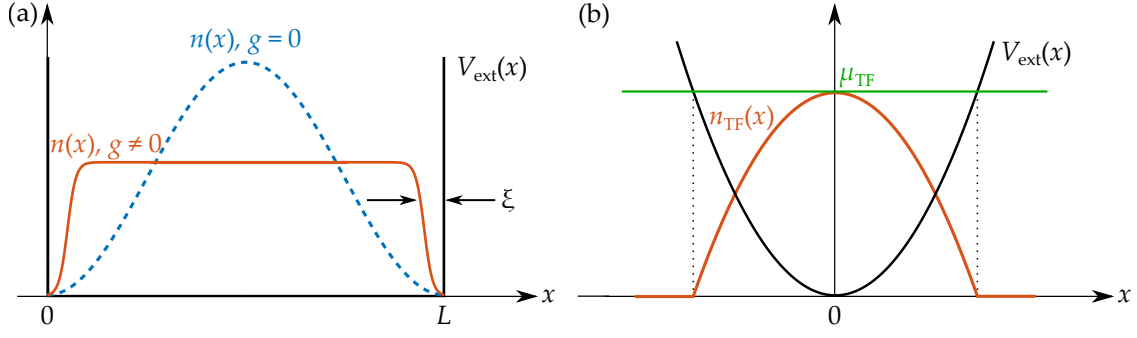 (a)
n(x), g = 0
V_ext(x)
n(x), g ≠ 0
ξ
0
L
x
(b)
V_ext(x)
μ_TF
n_TF(x)
0
x